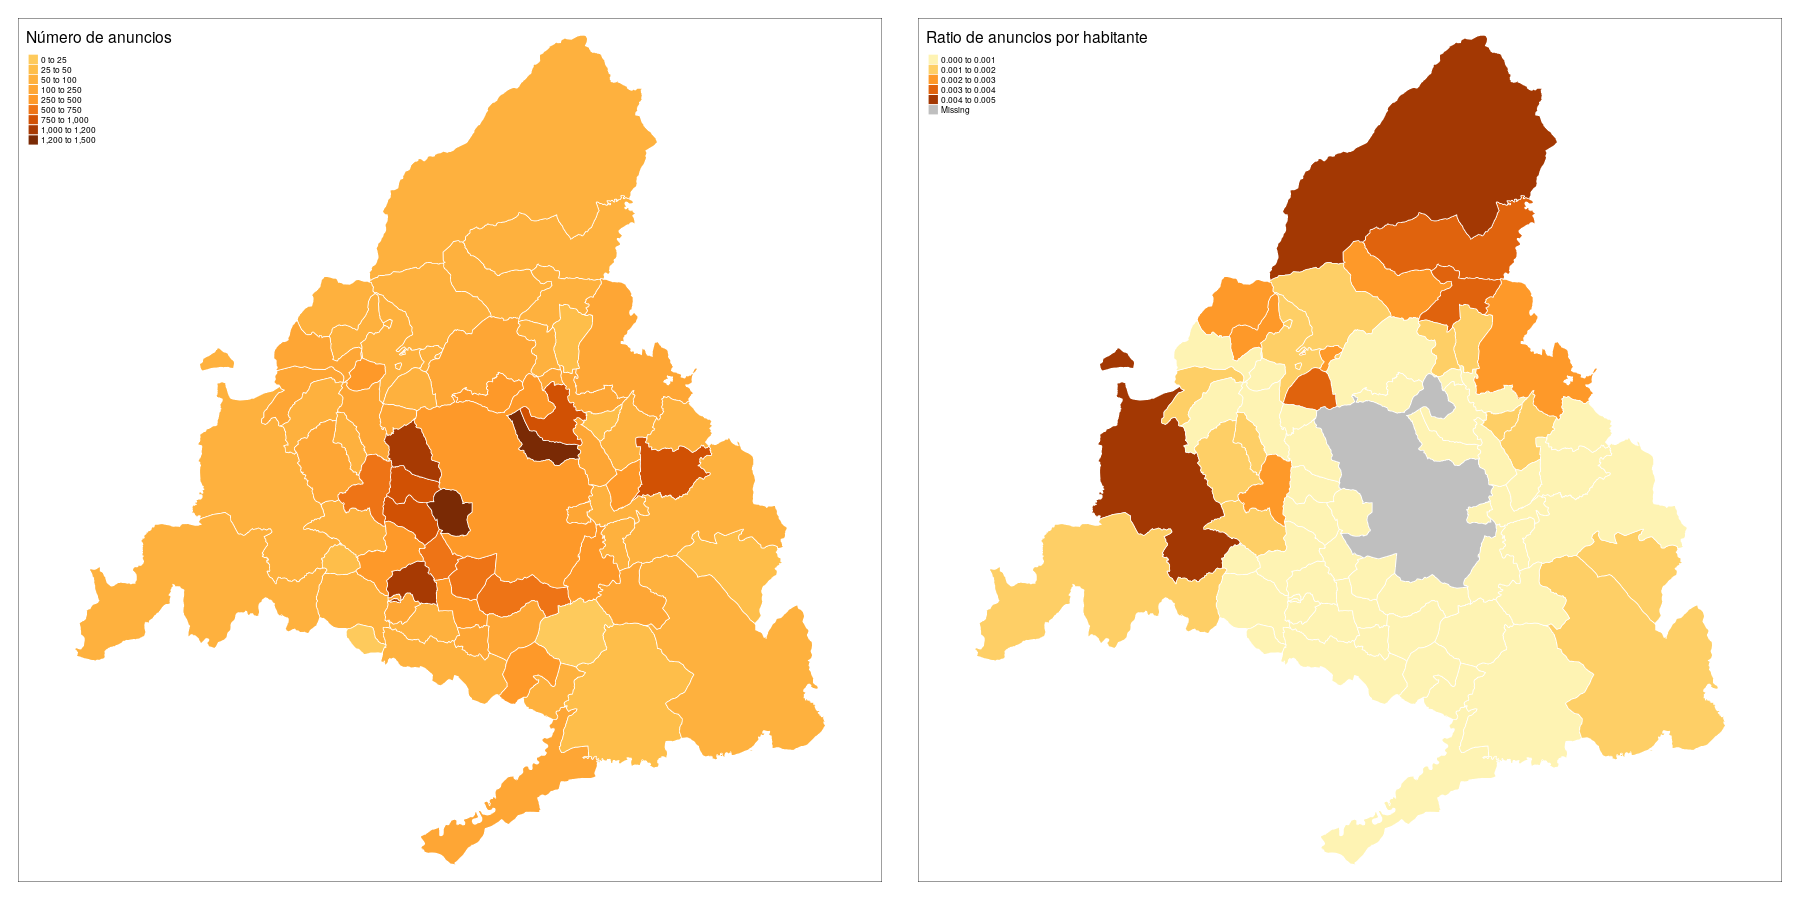 Número de anuncios
0 to 25
25 to 50
50 to 100
100 to 250
250 to 500
500 to 750
750 to 1,000
1,000 to 1,200
1,200 to 1,500
Ratio de anuncios por habitante
0.000 to 0.001
0.001 to 0.002
0.002 to 0.003
0.003 to 0.004
0.004 to 0.005
Missing